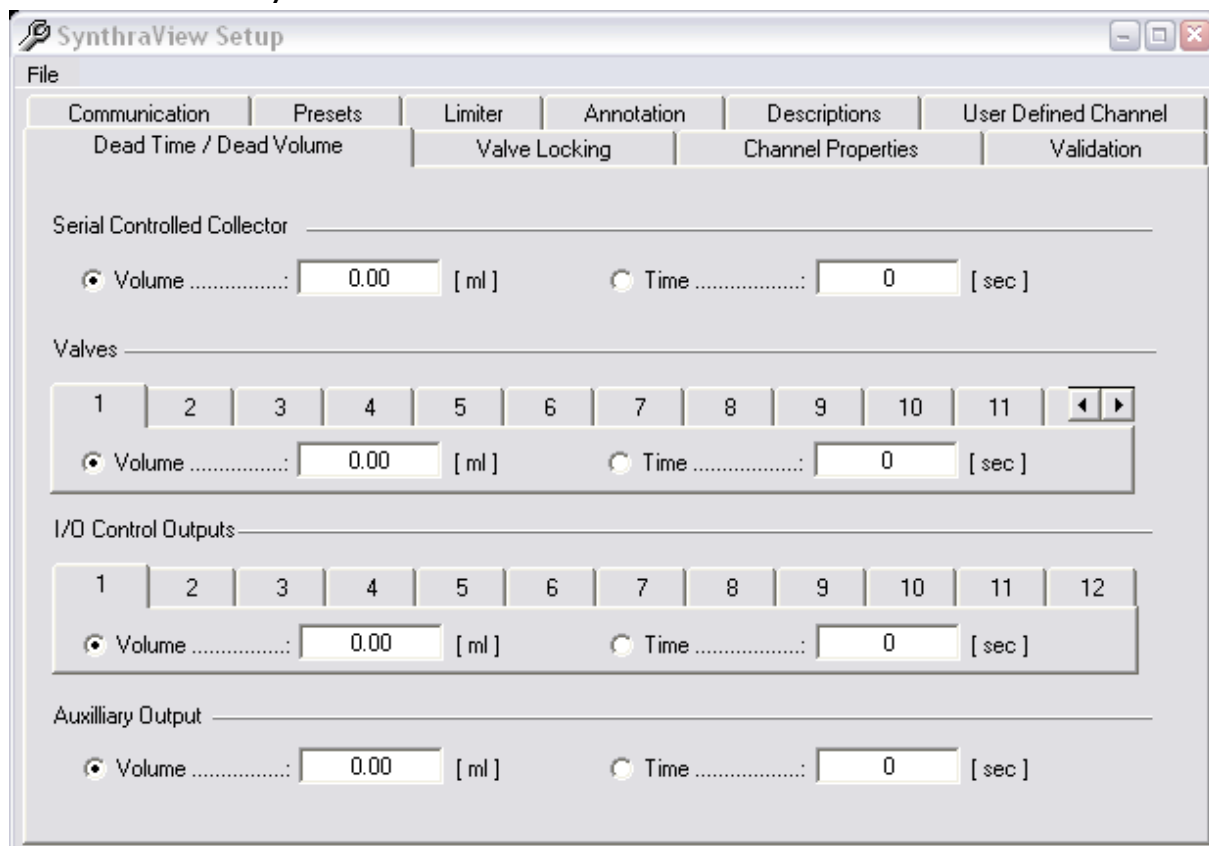 SynthraView Setup
File
Communication Presets Limiter Annotation Descriptions User Defined Channel
Dead Time / Dead Volume Valve Locking Channel Properties Validation
Serial Controlled Collector
Volume ................: 0.00 [ ml ] Time ..................: 0 [ sec ]
Valves
1 2 3 4 5 6 7 8 9 10 11
Volume ................: 0.00 [ ml ] Time ..................: 0 [ sec ]
I/O Control Outputs
1 2 3 4 5 6 7 8 9 10 11 12
Volume ................: 0.00 [ ml ] Time ..................: 0 [ sec ]
Auxilliary Output
Volume ................: 0.00 [ ml ] Time ..................: 0 [ sec ]